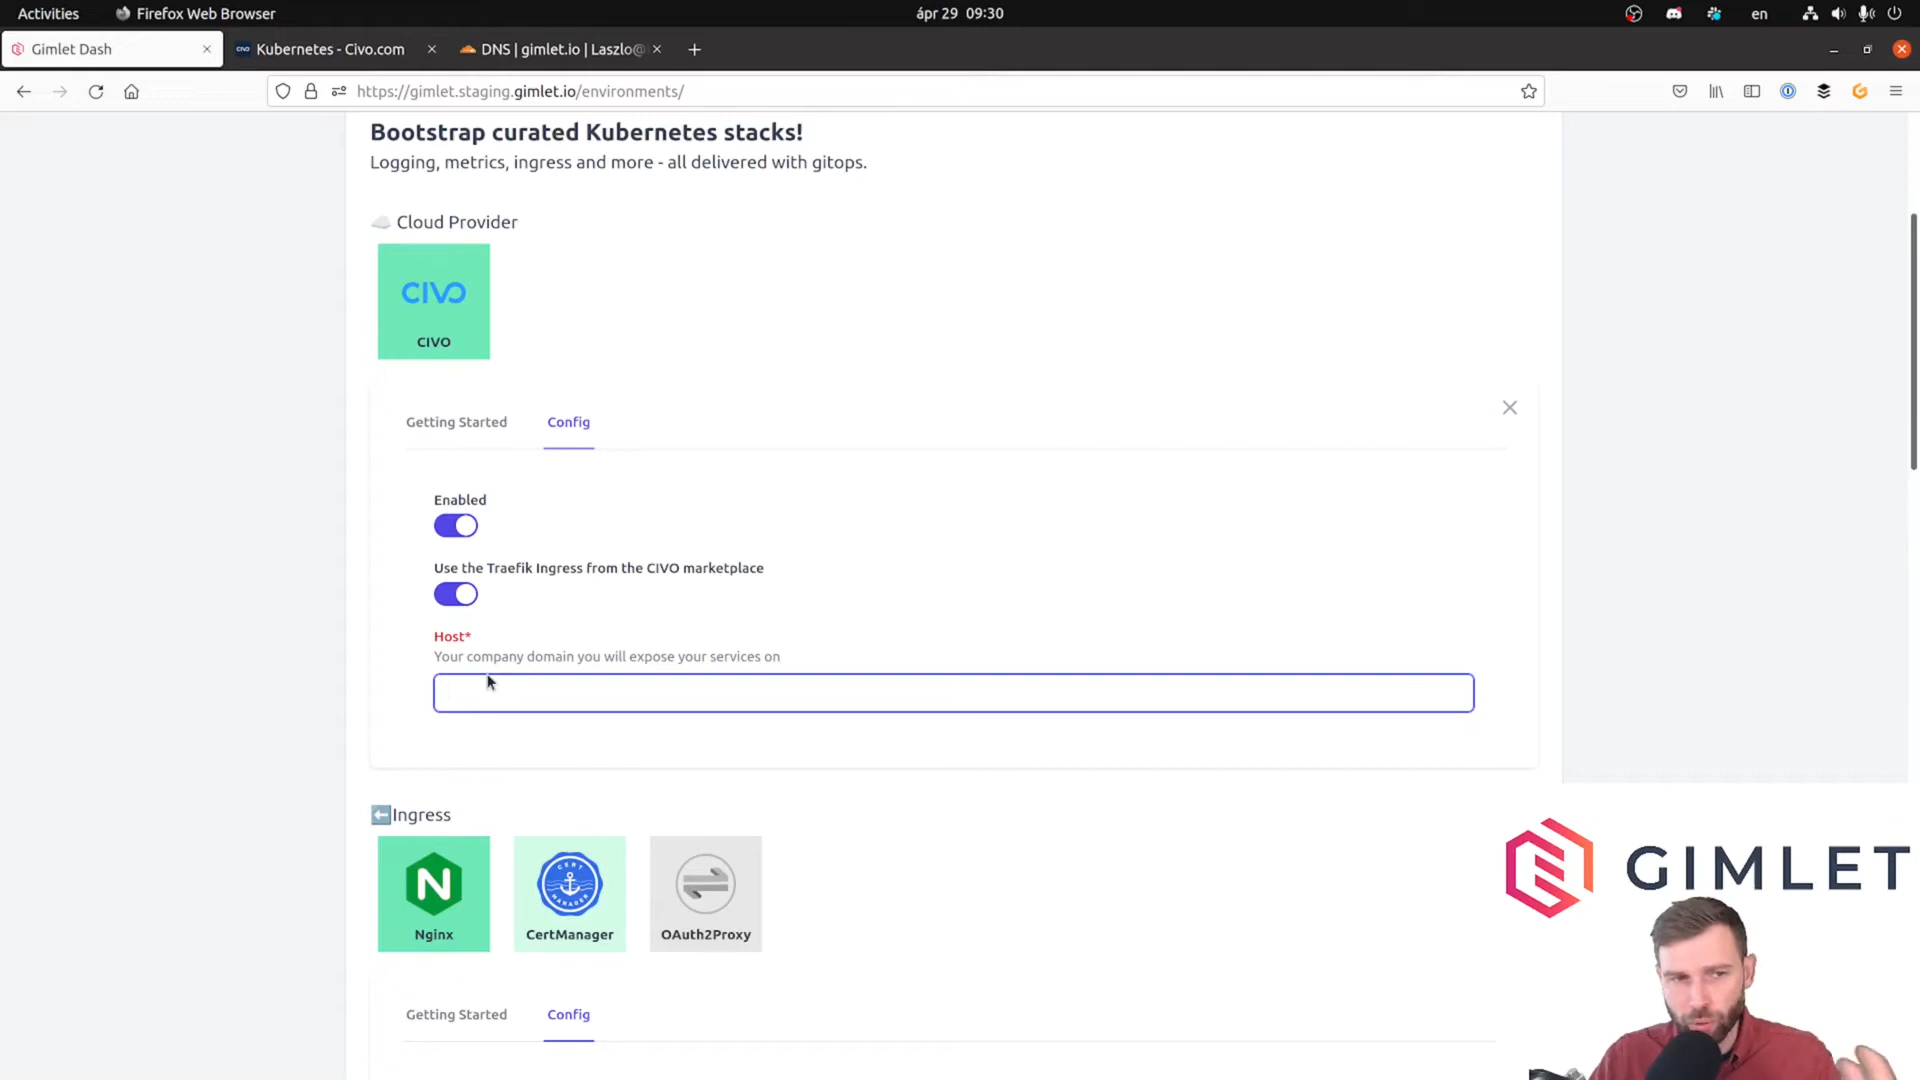 Activities
Firefox Web Browser
ápr 29 09:30
en
Gimlet Dash
Kubernetes - Civo.com
DNS | gimlet.io | Laszlo@
https://gimlet.staging.gimlet.io/environments/
Bootstrap curated Kubernetes stacks!
Logging, metrics, ingress and more - all delivered with gitops.
Cloud Provider
CIVO
CIVO
Getting Started
Config
Enabled
Use the Traefik Ingress from the CIVO marketplace
Host*
Your company domain you will expose your services on
Ingress
N
Nginx
CERT MANAGER
CertManager
OAuth2Proxy
GIMLET
Getting Started
Config